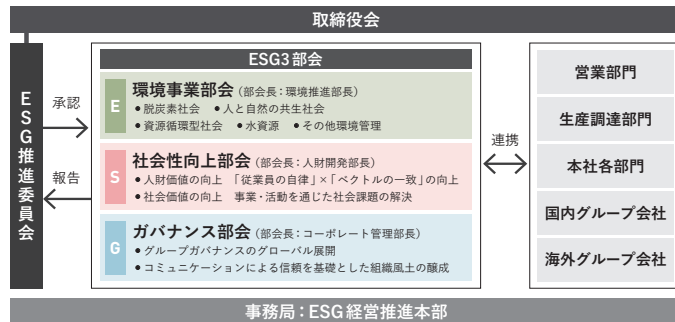 取締役会
ESG推進委員会
承認
報告
ESG3部会
E
環境事業部会(部会長:環境推進部長)
●脱炭素社会 ●人と自然の共生社会
●資源循環型社会 ●水資源 ●その他環境管理
S
社会性向上部会(部会長:人財開発部長)
●人財価値の向上 「従業員の自律」×「ベクトルの一致」の向上
●社会価値の向上 事業・活動を通じた社会課題の解決
G
ガバナンス部会(部会長:コーポレート管理部長)
●グループガバナンスのグローバル展開
●コミュニケーションによる信頼を基礎とした組織風土の醸成
連携
営業部門
生産調達部門
本社各部門
国内グループ会社
海外グループ会社
事務局:ESG経営推進本部